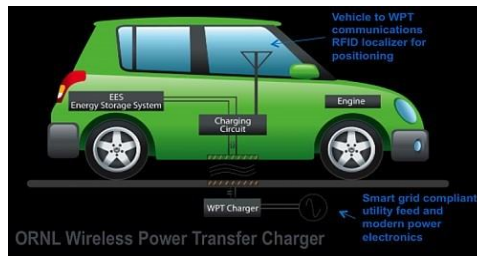 Vehicle to WPT
communications
RFID localizer for
positioning
EES
Energy Storage System
Engine
Charging
Circuit
WPT Charger
Smart grid compliant
utility feed and
modern power
electronics
ORNL Wireless Power Transfer Charger